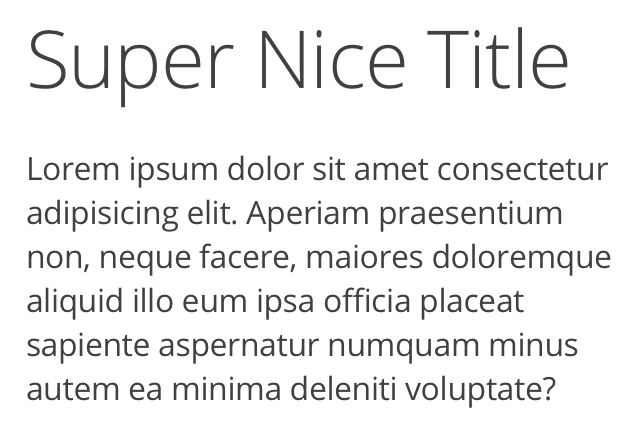 Super Nice Title
Lorem ipsum dolor sit amet consectetur
adipisicing elit. Aperiam praesentium
non, neque facere, maiores doloremque
aliquid illo eum ipsa officia placeat
sapiente aspernatur numquam minus
autem ea minima deleniti voluptate?